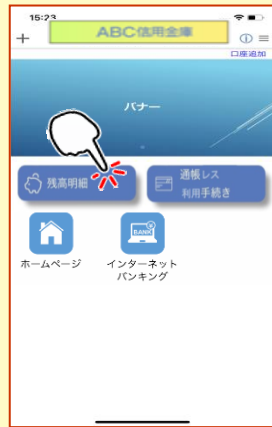 15:23
ABC信用金庫
口座追加
バナー
残高明細
通帳レス
利用手続き
BANK
ホームページ
インターネット
バンキング